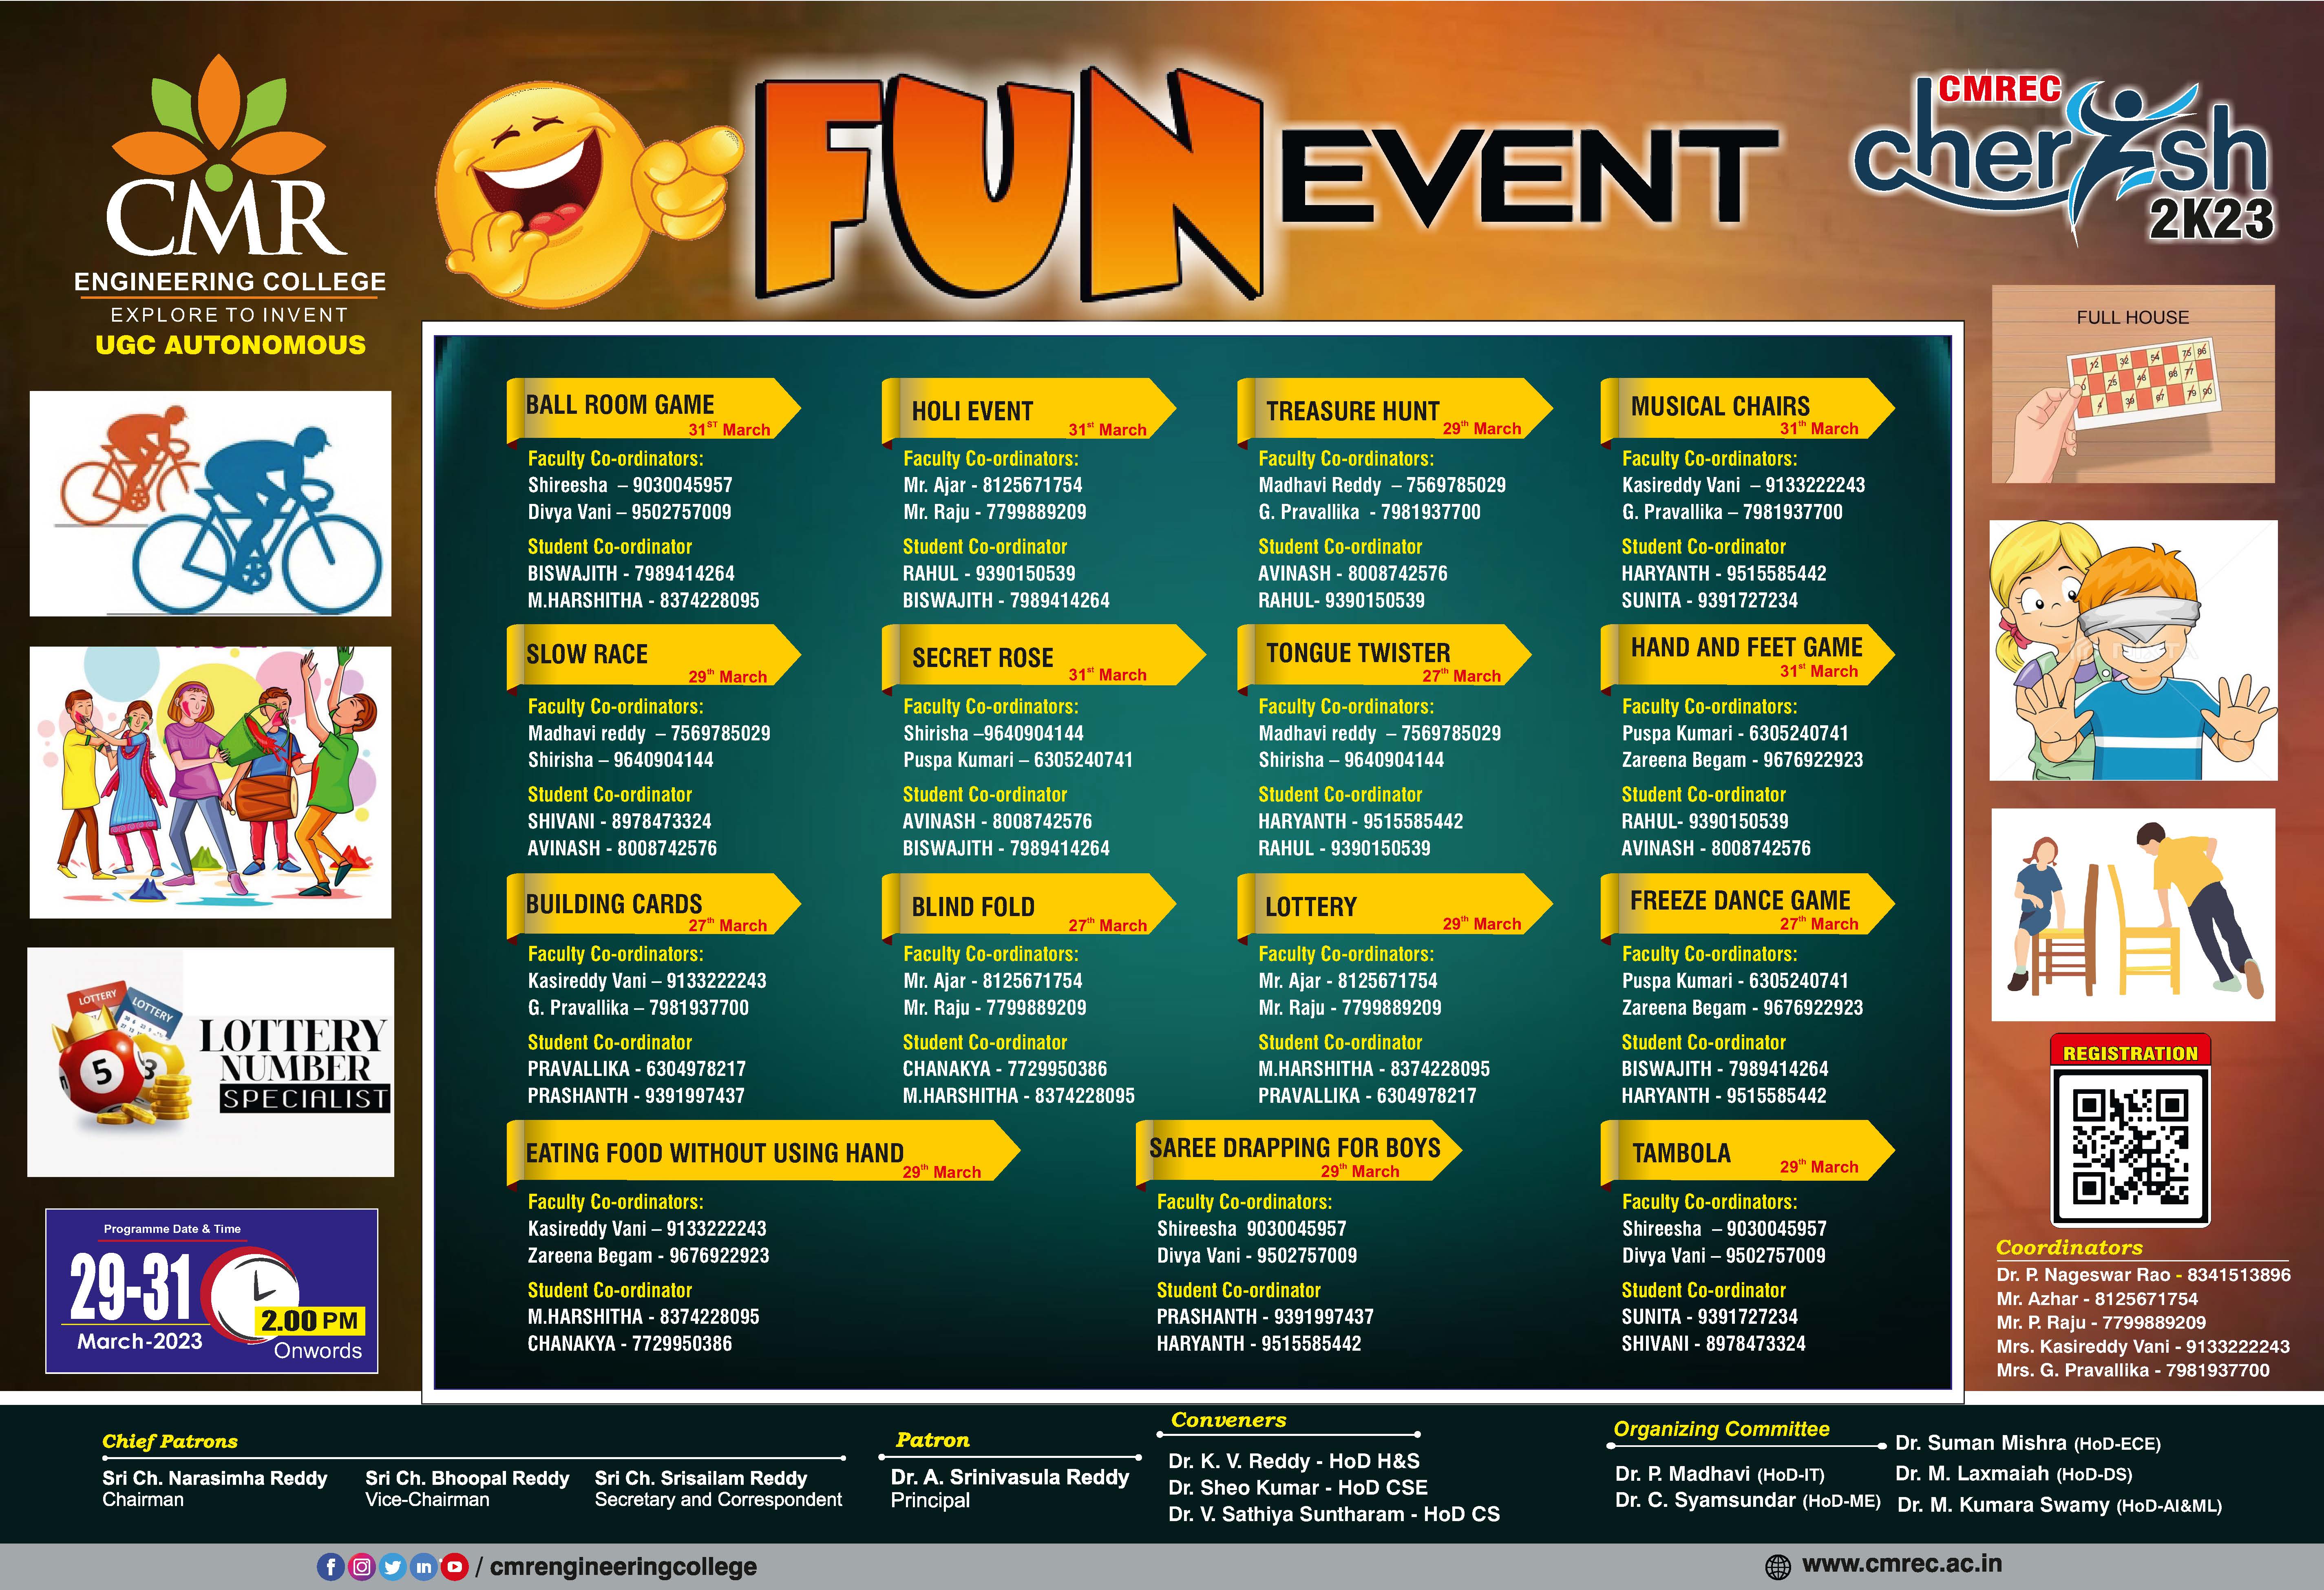 CMR
ENGINEERING COLLEGE
EXPLORE TO INVENT
UGC AUTONOMOUS
FUN EVENT
CMREC
cherish
2K23
BALL ROOM GAME
31ST March
Faculty Co-ordinators:
Shireesha – 9030045957
Divya Vani – 9502757009
Student Co-ordinator
BISWAJITH - 7989414264
M.HARSHITHA - 8374228095
HOLI EVENT
31st March
Faculty Co-ordinators:
Mr. Ajar - 8125671754
Mr. Raju - 7799889209
Student Co-ordinator
RAHUL - 9390150539
BISWAJITH - 7989414264
TREASURE HUNT
29th March
Faculty Co-ordinators:
Madhavi Reddy – 7569785029
G. Pravallika - 7981937700
Student Co-ordinator
AVINASH - 8008742576
RAHUL- 9390150539
MUSICAL CHAIRS
31th March
Faculty Co-ordinators:
Kasireddy Vani – 9133222243
G. Pravallika – 7981937700
Student Co-ordinator
HARYANTH - 9515585442
SUNITA - 9391727234
SLOW RACE
29th March
Faculty Co-ordinators:
Madhavi reddy – 7569785029
Shirisha – 9640904144
Student Co-ordinator
SHIVANI - 8978473324
AVINASH - 8008742576
SECRET ROSE
31st March
Faculty Co-ordinators:
Shirisha –9640904144
Puspa Kumari – 6305240741
Student Co-ordinator
AVINASH - 8008742576
BISWAJITH - 7989414264
TONGUE TWISTER
27th March
Faculty Co-ordinators:
Madhavi reddy – 7569785029
Shirisha – 9640904144
Student Co-ordinator
HARYANTH - 9515585442
RAHUL - 9390150539
HAND AND FEET GAME
31st March
Faculty Co-ordinators:
Puspa Kumari - 6305240741
Zareena Begam - 9676922923
Student Co-ordinator
RAHUL- 9390150539
AVINASH - 8008742576
BUILDING CARDS
27th March
Faculty Co-ordinators:
Kasireddy Vani – 9133222243
G. Pravallika – 7981937700
Student Co-ordinator
PRAVALLIKA - 6304978217
PRASHANTH - 9391997437
BLIND FOLD
27th March
Faculty Co-ordinators:
Mr. Ajar - 8125671754
Mr. Raju - 7799889209
Student Co-ordinator
CHANAKYA - 7729950386
M.HARSHITHA - 8374228095
LOTTERY
29th March
Faculty Co-ordinators:
Mr. Ajar - 8125671754
Mr. Raju - 7799889209
Student Co-ordinator
M.HARSHITHA - 8374228095
PRAVALLIKA - 6304978217
FREEZE DANCE GAME
27th March
Faculty Co-ordinators:
Puspa Kumari - 6305240741
Zareena Begam - 9676922923
Student Co-ordinator
BISWAJITH - 7989414264
HARYANTH - 9515585442
EATING FOOD WITHOUT USING HAND
29th March
Faculty Co-ordinators:
Kasireddy Vani – 9133222243
Zareena Begam - 9676922923
Student Co-ordinator
M.HARSHITHA - 8374228095
CHANAKYA - 7729950386
SAREE DRAPPING FOR BOYS
29th March
Faculty Co-ordinators:
Shireesha 9030045957
Divya Vani - 9502757009
Student Co-ordinator
PRASHANTH - 9391997437
HARYANTH - 9515585442
TAMBOLA
29th March
Faculty Co-ordinators:
Shireesha – 9030045957
Divya Vani – 9502757009
Student Co-ordinator
SUNITA - 9391727234
SHIVANI - 8978473324
LOTTERY
LOTTERY
5
3
LOTTERY
NUMBER
SPECIALIST
Programme Date & Time
29-31
March-2023
2.00 PM
Onwords
FULL HOUSE
12 32 54 75 86
25 46 68 77
4 39 67 79 90
REGISTRATION
Coordinators
Dr. P. Nageswar Rao - 8341513896
Mr. Azhar - 8125671754
Mr. P. Raju - 7799889209
Mrs. Kasireddy Vani - 9133222243
Mrs. G. Pravallika - 7981937700
Chief Patrons
Sri Ch. Narasimha Reddy
Chairman
Sri Ch. Bhoopal Reddy
Vice-Chairman
Sri Ch. Srisailam Reddy
Secretary and Correspondent
Patron
Dr. A. Srinivasula Reddy
Principal
Conveners
Dr. K. V. Reddy - HoD H&S
Dr. Sheo Kumar - HoD CSE
Dr. V. Sathiya Suntharam - HoD CS
Organizing Committee
Dr. P. Madhavi (HoD-IT)
Dr. C. Syamsundar (HoD-ME)
Dr. Suman Mishra (HoD-ECE)
Dr. M. Laxmaiah (HoD-DS)
Dr. M. Kumara Swamy (HoD-AI&ML)
/ cmrengineeringcollege
www.cmrec.ac.in